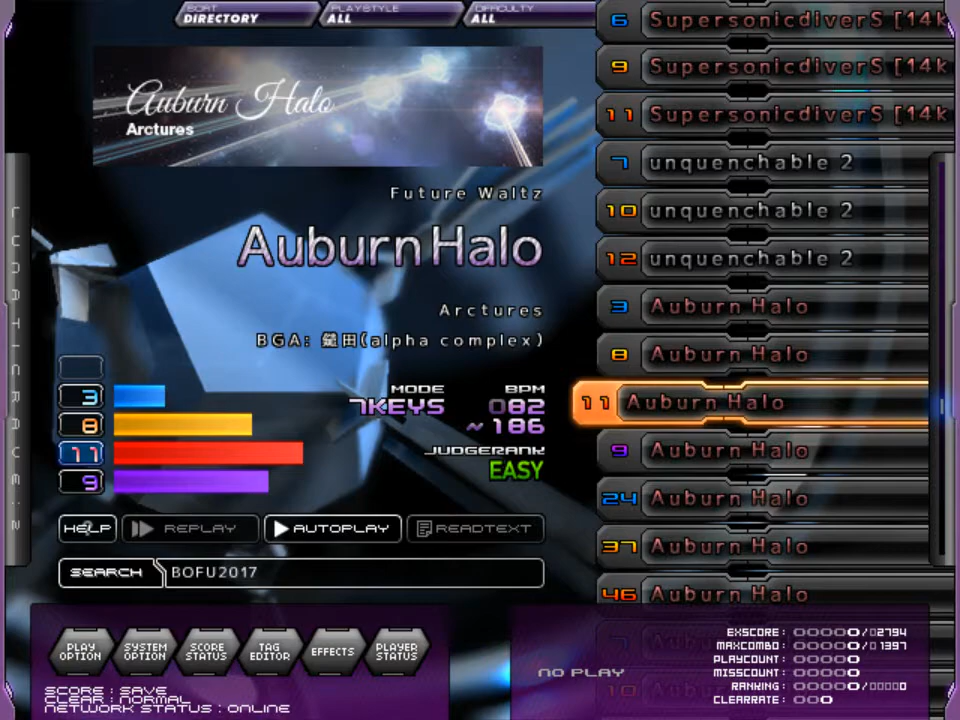 SORT
DIRECTORY
PLAYSTYLE
ALL
DIFFICULTY
ALL
Auburn Halo
Arctures
Future Waltz
Auburn Halo
Arctures
BGA: 鍵田(alpha complex)
3
8
11
9
MODE
7KEYS
BPM
082
~ 186
JUDGERANK
EASY
HELP
REPLAY
AUTOPLAY
READTEXT
SEARCH
BOFU2017
LUNATICRAVE:2
6 SupersonicdiverS [14k
9 SupersonicdiverS [14k
11 SupersonicdiverS [14k
7 unquenchable 2
10 unquenchable 2
12 unquenchable 2
3 Auburn Halo
8 Auburn Halo
11 Auburn Halo
9 Auburn Halo
24 Auburn Halo
37 Auburn Halo
46 Auburn Halo
PLAY OPTION
SYSTEM OPTION
SCORE STATUS
TAG EDITOR
EFFECTS
PLAYER STATUS
SCORE : SAVE
CLEAR : NORMAL
NETWORK STATUS : ONLINE
NO PLAY
EXSCORE: 00000/02794
MAXCOMBO: 00000/01397
PLAYCOUNT: 00000
MISSCOUNT: 00000
RANKING: 00000/00000
CLEARRATE: 000